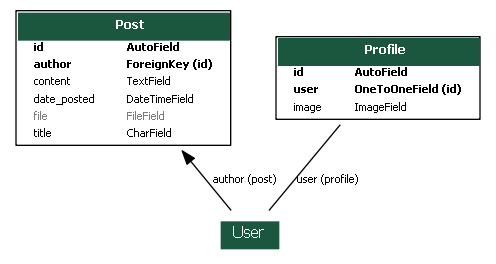 Post
id AutoField
author ForeignKey (id)
content TextField
date_posted DateTimeField
file FileField
title CharField
Profile
id AutoField
user OneToOneField (id)
image ImageField
author (post)
user (profile)
User